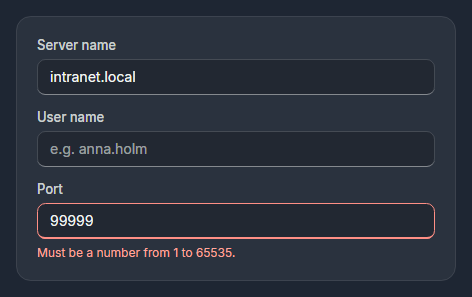 Server name
intranet.local
User name
e.g. anna.holm
Port
99999
Must be a number from 1 to 65535.